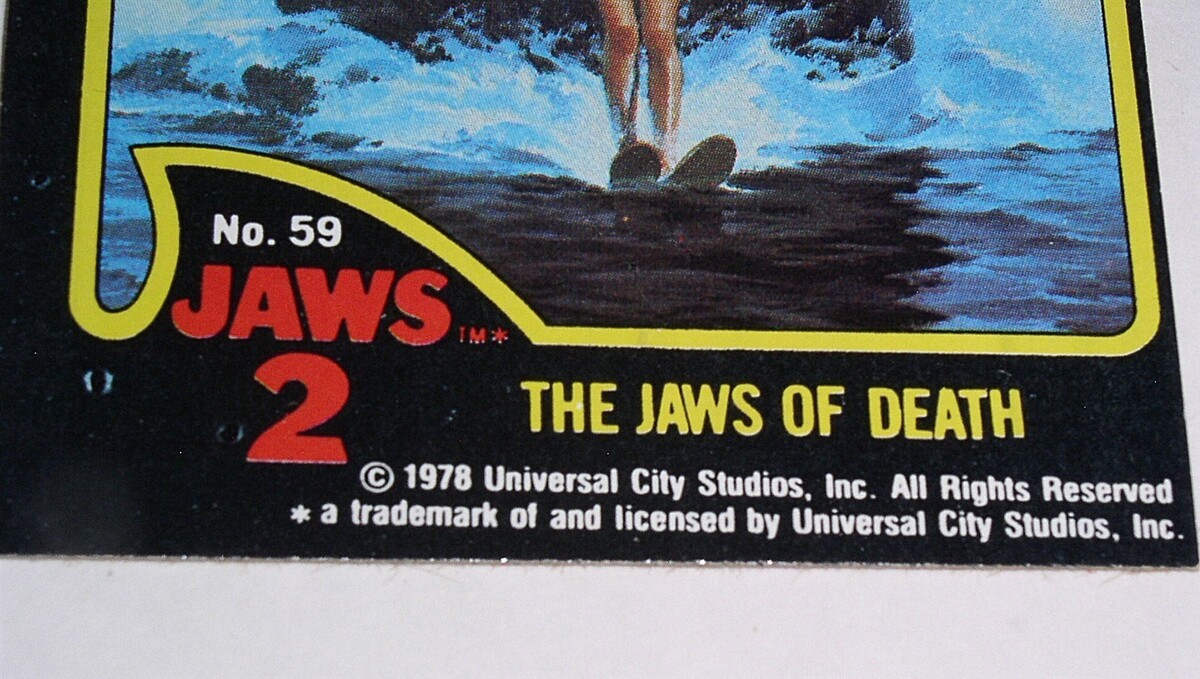 No. 59
JAWS TM*
2
THE JAWS OF DEATH
© 1978 Universal City Studios, Inc. All Rights Reserved
* a trademark of and licensed by Universal City Studios, Inc.